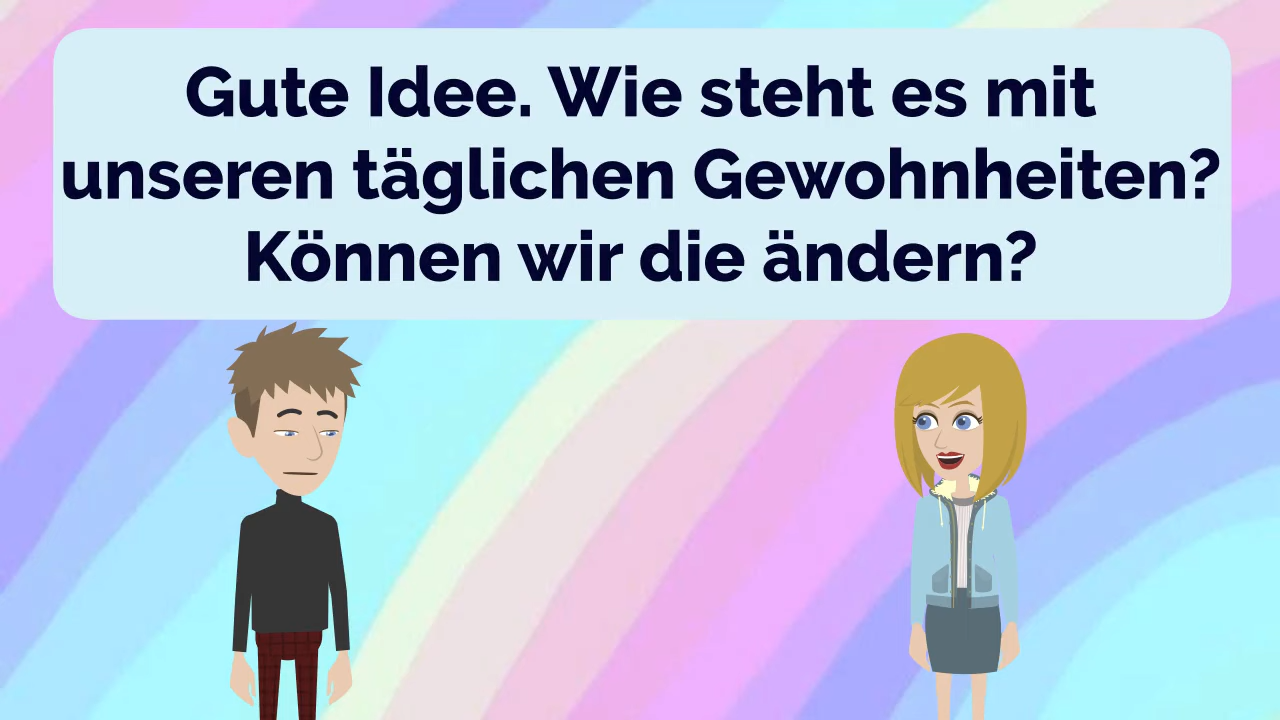 Gute Idee. Wie steht es mit
unseren täglichen Gewohnheiten?
Können wir die ändern?